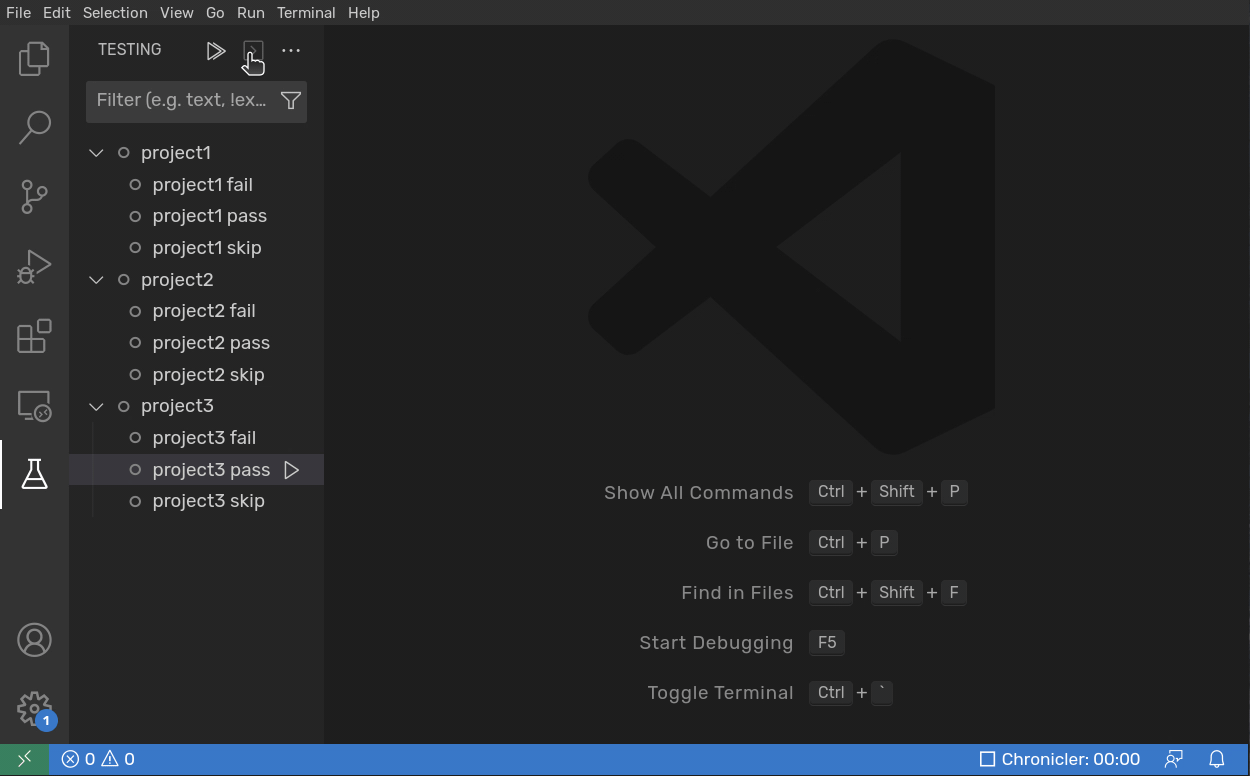 File Edit Selection View Go Run Terminal Help
TESTING
Filter (e.g. text, !ex...
project1
project1 fail
project1 pass
project1 skip
project2
project2 fail
project2 pass
project2 skip
project3
project3 fail
project3 pass
project3 skip
Show All Commands Ctrl + Shift + P
Go to File Ctrl + P
Find in Files Ctrl + Shift + F
Start Debugging F5
Toggle Terminal Ctrl + `
1
0 0 Chronicler: 00:00